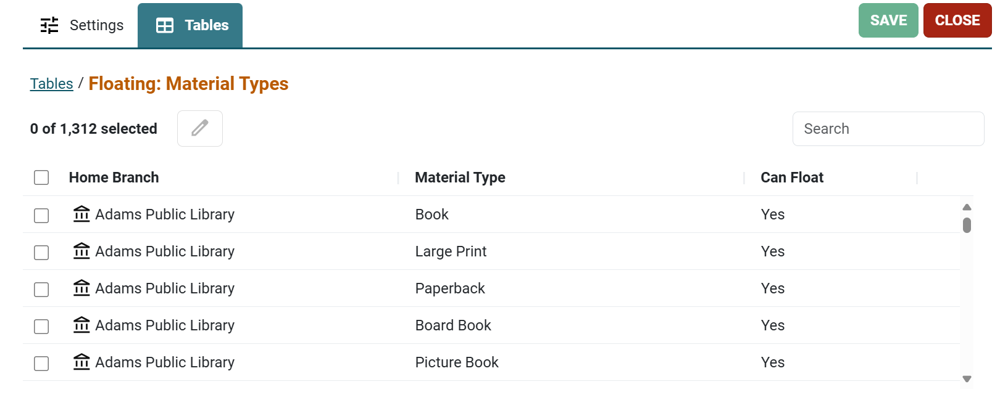 Settings Tables SAVE CLOSE
Tables / Floating: Material Types
0 of 1,312 selected Search
Home Branch Material Type Can Float
Adams Public Library Book Yes
Adams Public Library Large Print Yes
Adams Public Library Paperback Yes
Adams Public Library Board Book Yes
Adams Public Library Picture Book Yes